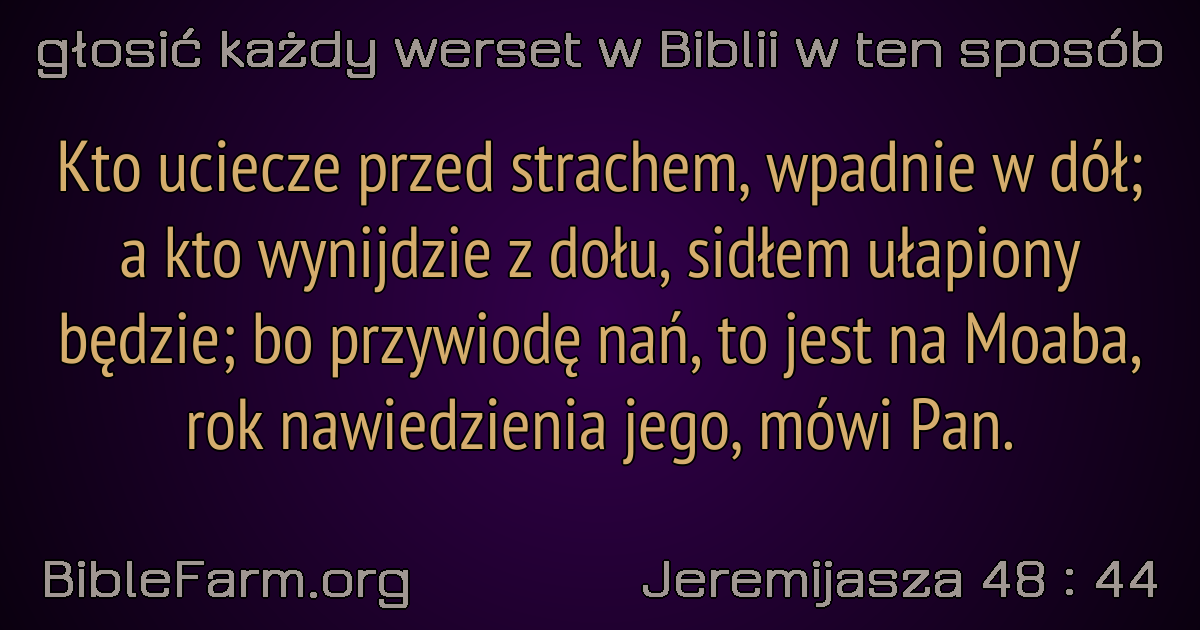 głosić każdy werset w Biblii w ten sposób
Kto uciecze przed strachem, wpadnie w dół;
a kto wynijdzie z dołu, sidłem ułapiony
będzie; bo przywiodę nań, to jest na Moaba,
rok nawiedzienia jego, mówi Pan.
BibleFarm.org
Jeremijasza 48 : 44